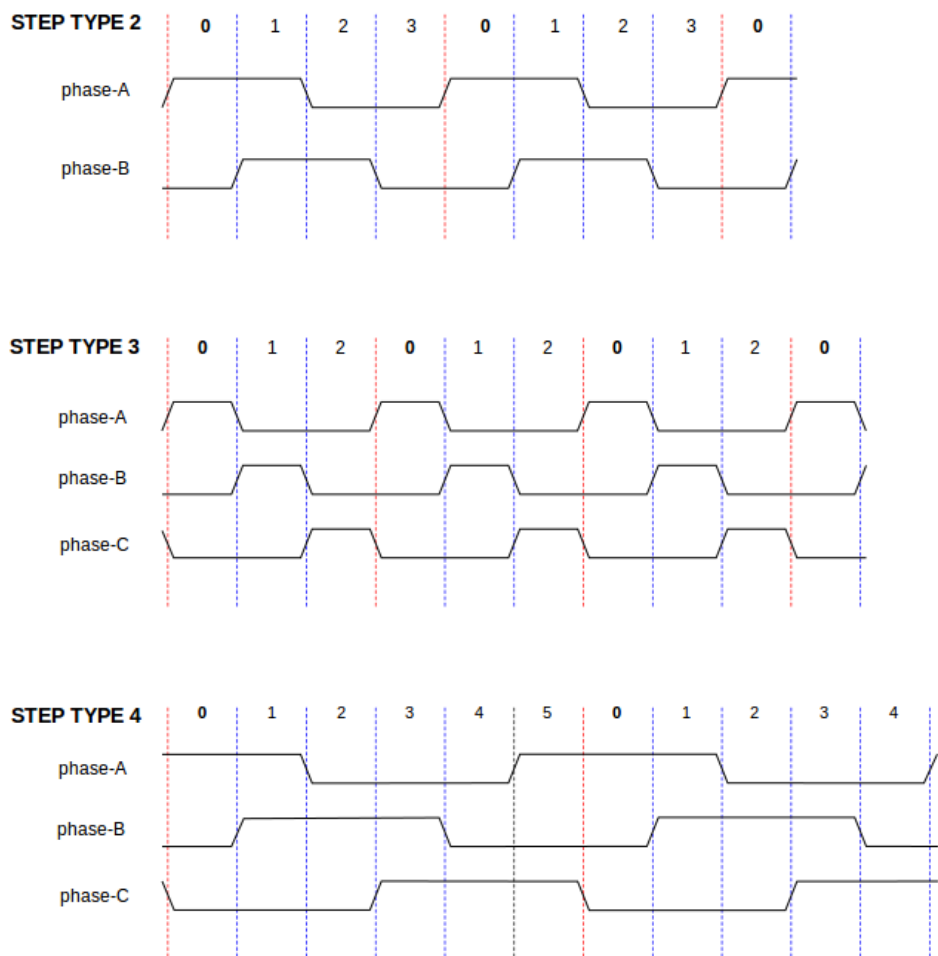 STEP TYPE 2 0 1 2 3 0 1 2 3 0
phase-A
phase-B
STEP TYPE 3 0 1 2 0 1 2 0 1 2 0
phase-A
phase-B
phase-C
STEP TYPE 4 0 1 2 3 4 5 0 1 2 3 4
phase-A
phase-B
phase-C